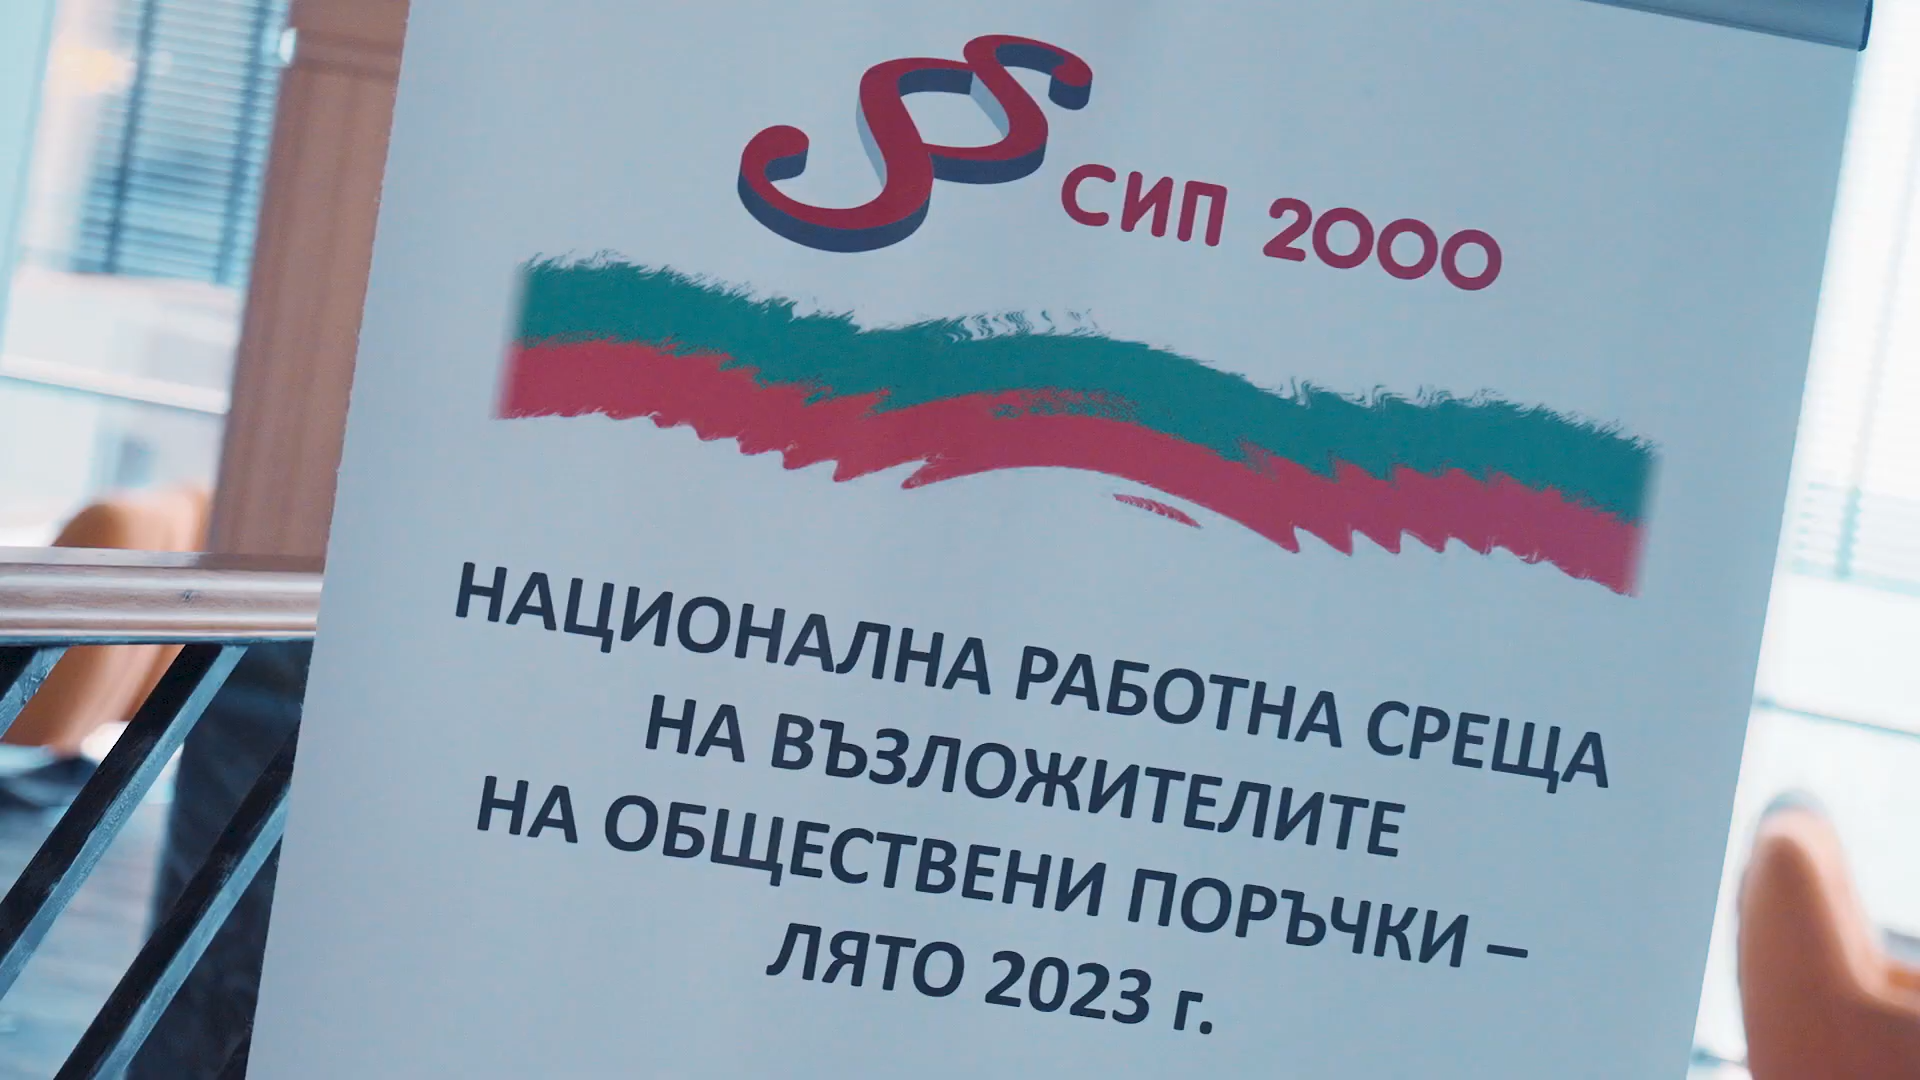 § СИП 2000
НАЦИОНАЛНА РАБОТНА СРЕЩА
НА ВЪЗЛОЖИТЕЛИТЕ
НА ОБЩЕСТВЕНИ ПОРЪЧКИ –
ЛЯТО 2023 г.